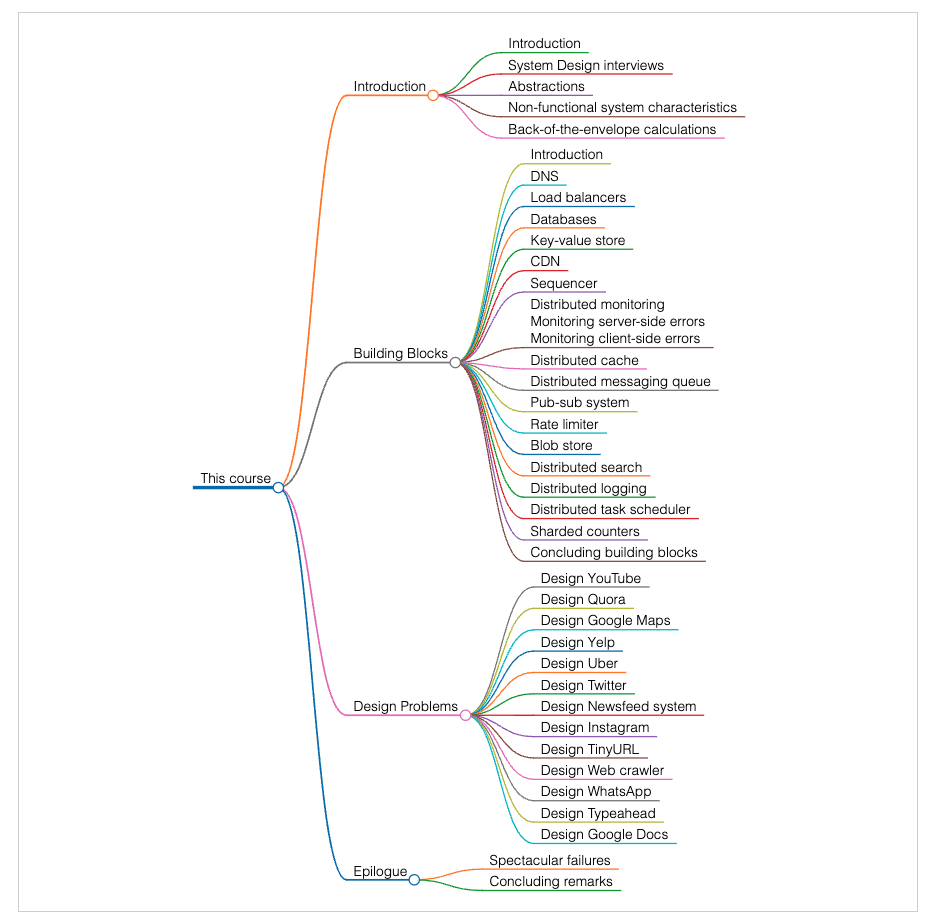 Introduction
System Design interviews
Introduction
Abstractions
Non-functional system characteristics
Back-of-the-envelope calculations
Introduction
DNS
Load balancers
Databases
Key-value store
CDN
Sequencer
Distributed monitoring
Monitoring server-side errors
Monitoring client-side errors
Building Blocks
Distributed cache
Distributed messaging queue
Pub-sub system
Rate limiter
Blob store
Distributed search
This course
Distributed logging
Distributed task scheduler
Sharded counters
Concluding building blocks
Design YouTube
Design Quora
Design Google Maps
Design Yelp
Design Uber
Design Twitter
Design Problems
Design Newsfeed system
Design Instagram
Design TinyURL
Design Web crawler
Design WhatsApp
Design Typeahead
Design Google Docs
Epilogue
Spectacular failures
Concluding remarks